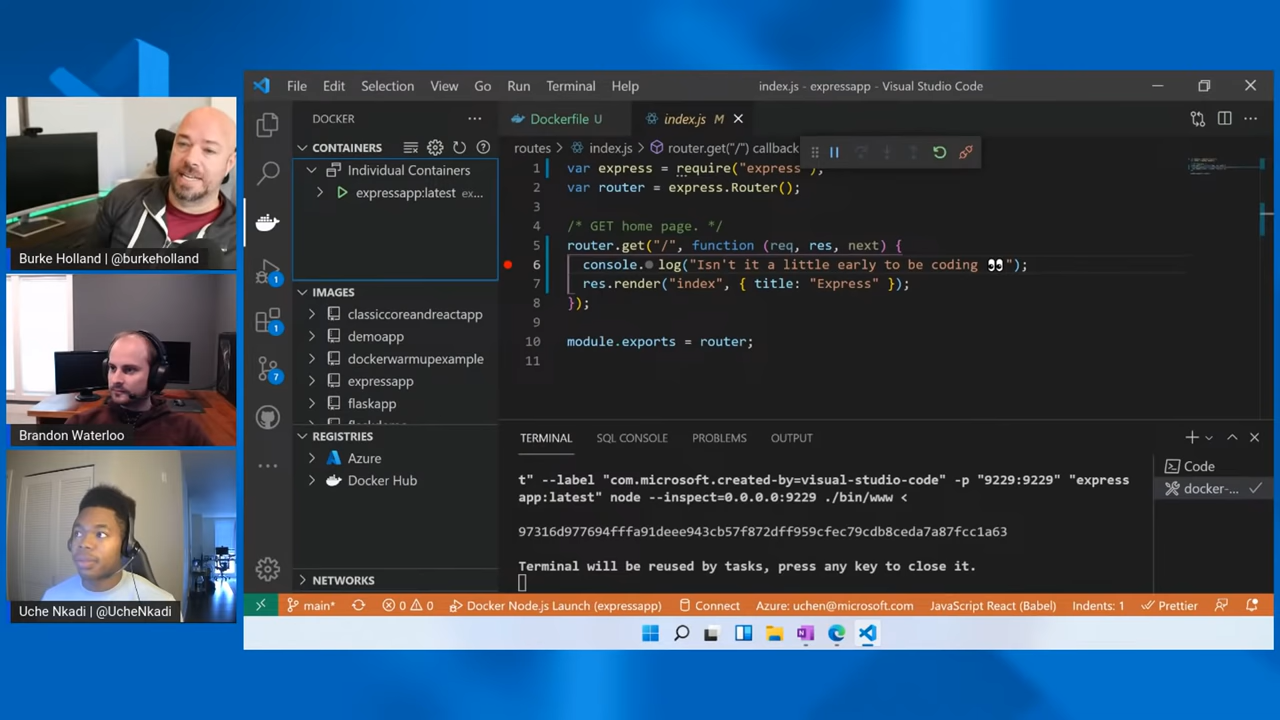 File Edit Selection View Go Run Terminal Help
index.js - expressapp - Visual Studio Code
DOCKER
CONTAINERS
Individual Containers
expressapp:latest ex...
IMAGES
classiccoreandreactapp
demoapp
dockerwarmupexample
expressapp
flaskapp
REGISTRIES
Azure
Docker Hub
NETWORKS
1
1
7
Dockerfile U
index.js M
routes > index.js > router.get("/") callback
1 var express = require("express");
2 var router = express.Router();
3
4 /* GET home page. */
5 router.get("/", function (req, res, next) {
6 console.log("Isn't it a little early to be coding 👀");
7 res.render("index", { title: "Express" });
8 });
9
10 module.exports = router;
11
TERMINAL SQL CONSOLE PROBLEMS OUTPUT
t" --label "com.microsoft.created-by=visual-studio-code" -p "9229:9229" "express
app:latest" node --inspect=0.0.0.0:9229 ./bin/www <
97316d977694fffa91deee943cb57f872dff959cfec79cdb8ceda7a87fcc1a63
Terminal will be reused by tasks, press any key to close it.
Code
docker-...
main* 0 0 Docker Node.js Launch (expressapp) Connect Azure: uchen@microsoft.com JavaScript React (Babel) Indents: 1 Prettier
Burke Holland | @burkeholland
Brandon Waterloo
Uche Nkadi | @UcheNkadi